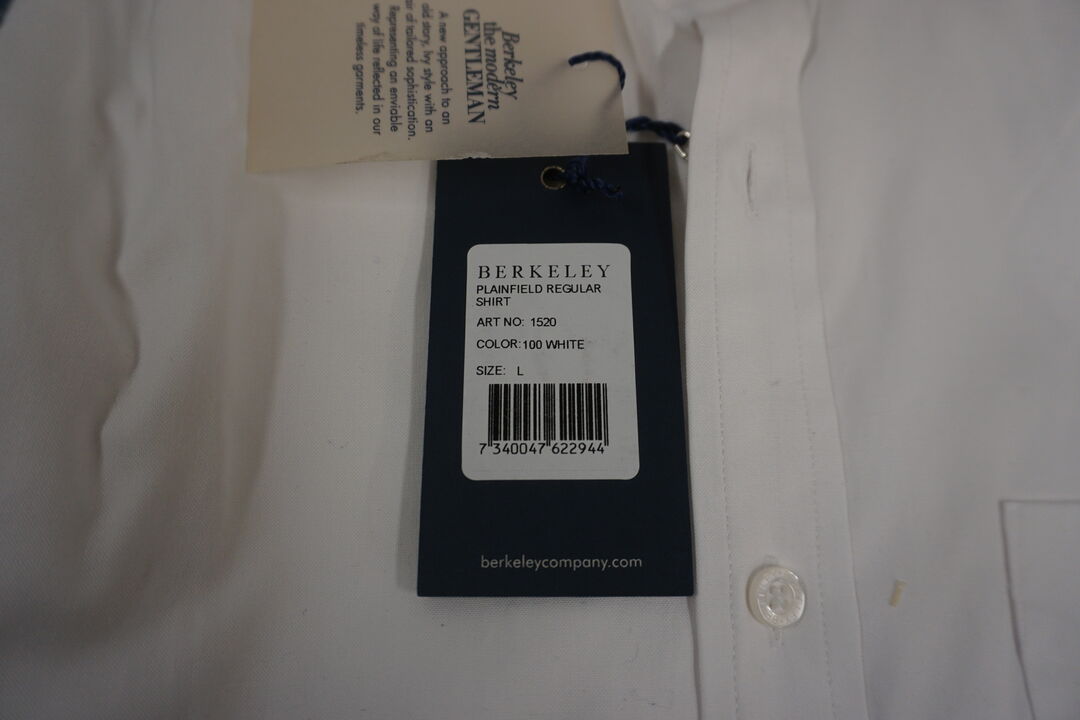 Berkeley
the modern
GENTLEMAN
A new approach to an
old story, Ivy style with an
air of tailored sophistication.
Representing an enviable
way of life reflected in our
timeless garments.
BERKELEY
PLAINFIELD REGULAR
SHIRT
ART NO: 1520
COLOR:100 WHITE
SIZE: L
7 340047 622944
berkeleycompany.com